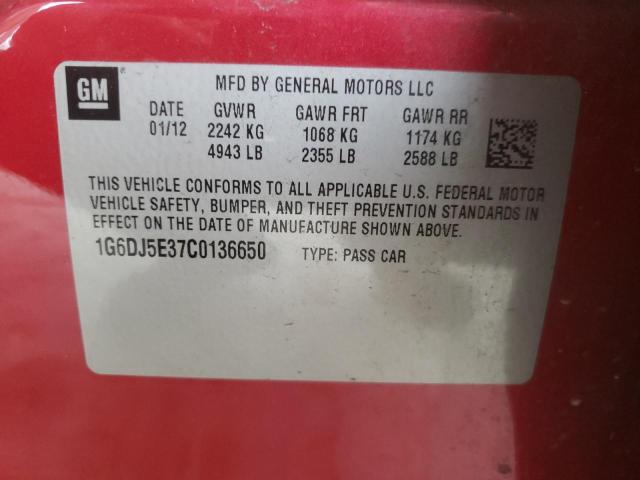 GM
MFD BY GENERAL MOTORS LLC
DATE GVWR GAWR FRT GAWR RR
01/12 2242 KG 1068 KG 1174 KG
4943 LB 2355 LB 2588 LB
THIS VEHICLE CONFORMS TO ALL APPLICABLE U.S. FEDERAL MOTOR
VEHICLE SAFETY, BUMPER, AND THEFT PREVENTION STANDARDS IN
EFFECT ON THE DATE OF MANUFACTURE SHOWN ABOVE.
1G6DJ5E37C0136650 TYPE: PASS CAR